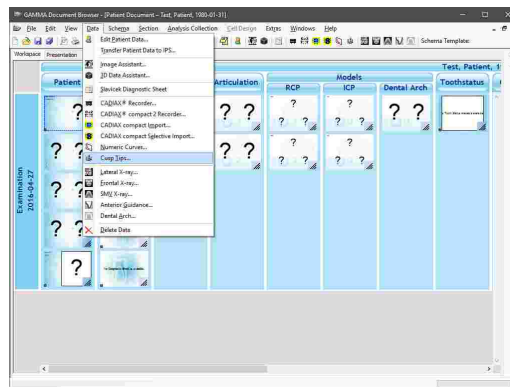 GAMMA Document Browser - [Patient Document - Test, Patient, 1980-01-31]
File Edit View Data Schema Section Analysis Collection Cell Design Extras Windows Help
Schema Template:
Workspace Presentation
Edit Patient Data...
Transfer Patient Data to IPS...
Image Assistant...
3D Data Assistant...
Slavicek Diagnostic Sheet
CADIAX® Recorder...
CADIAX® compact 2 Recorder...
CADIAX compact Import...
CADIAX compact Selective Import...
Numeric Curves...
Cusp Tips...
Lateral X-ray...
Frontal X-ray...
SMV X-ray...
Anterior Guidance...
Dental Arch...
Delete Data
Test, Patient, 1
Patient
Articulation
Models
RCP
ICP
Dental Arch
Toothstatus
Examination
2016-04-27
? ? ? ? ? ?
? ? ? ?
? ? ? ? ? ?
? ? ? ?
? ?
? ?
?